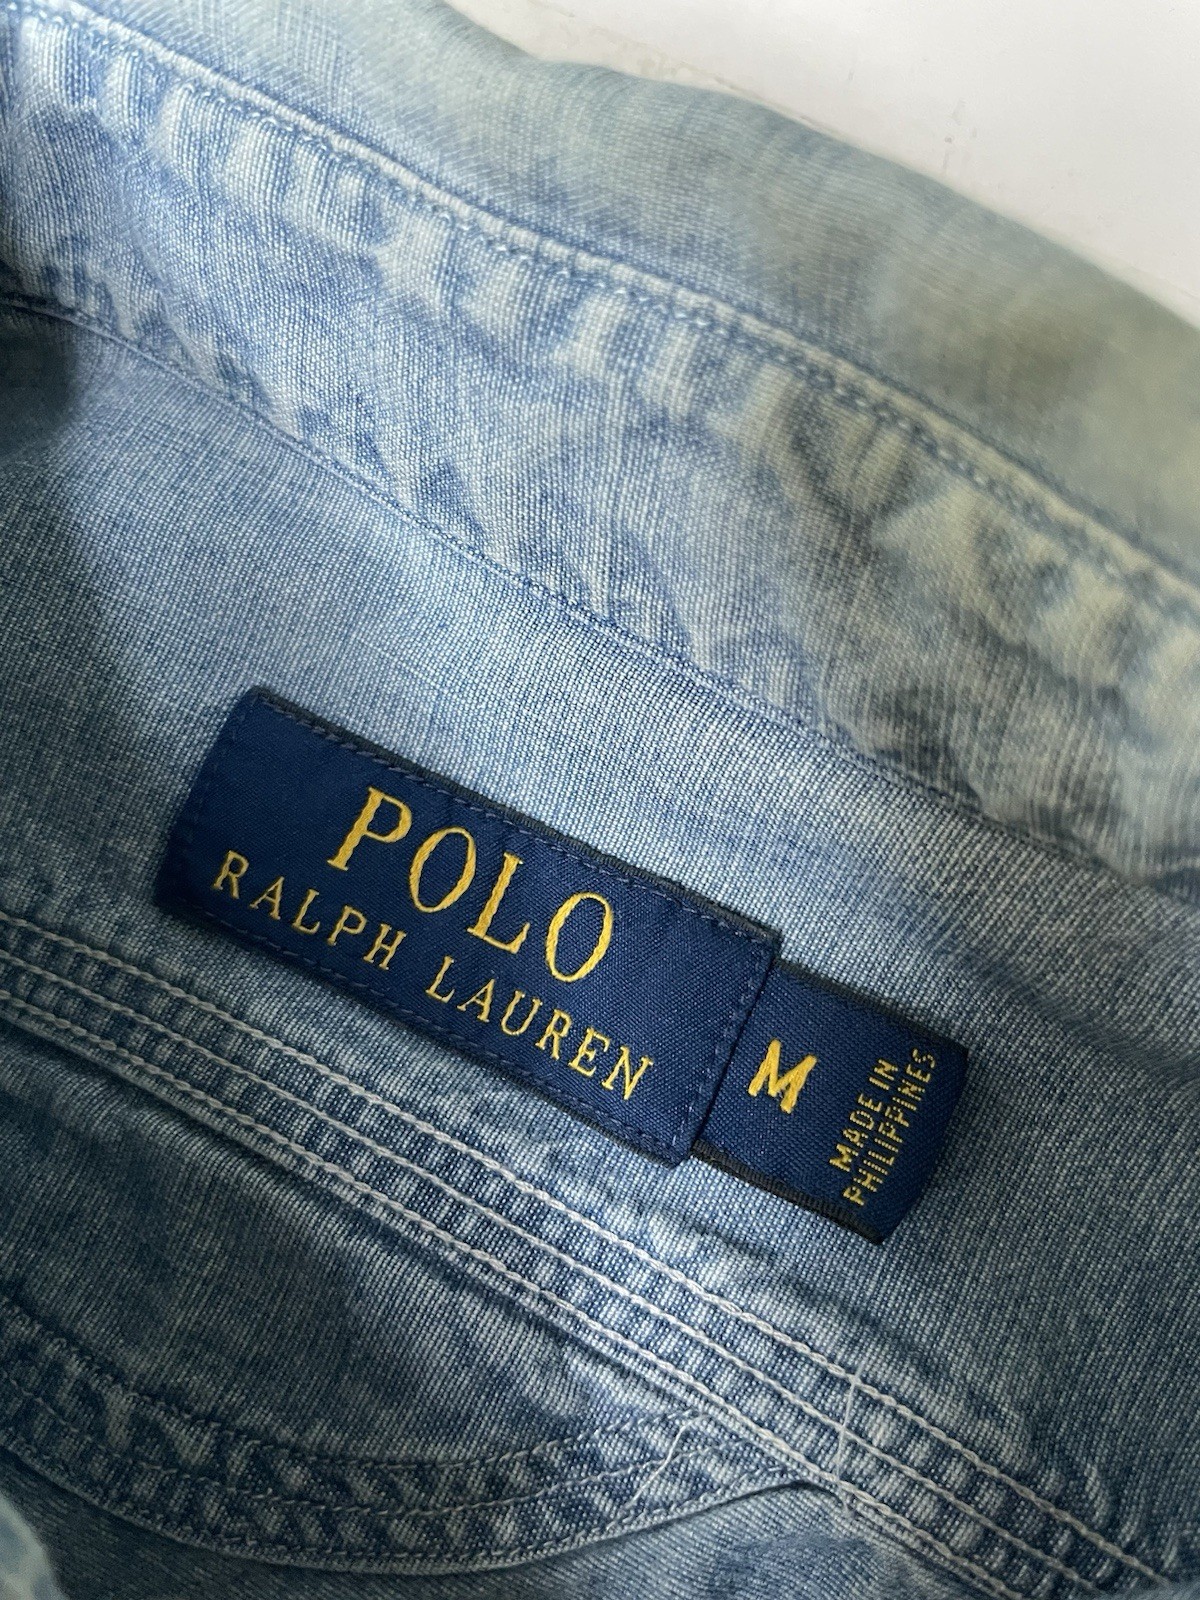 POLO
RALPH LAUREN
M
MADE IN
PHILIPPINES